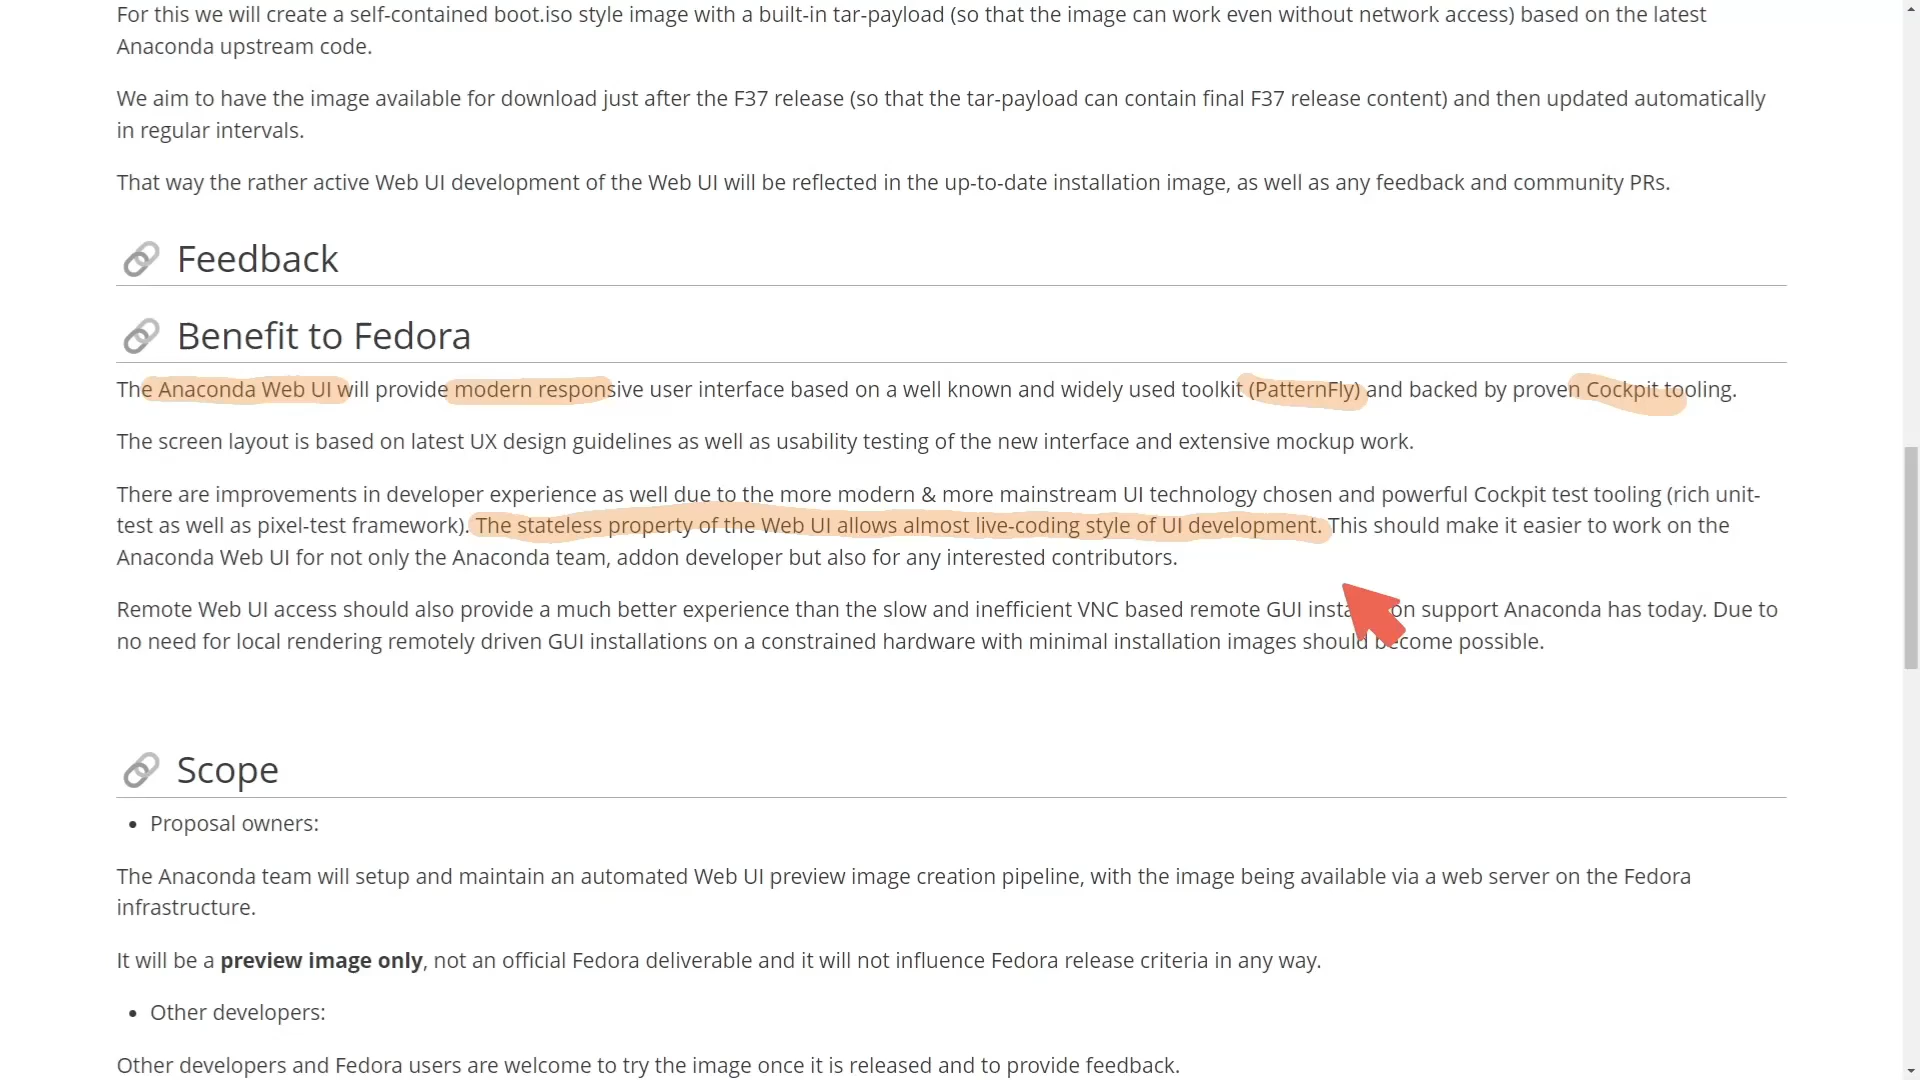 For this we will create a self-contained boot.iso style image with a built-in tar-payload (so that the image can work even without network access) based on the latest
Anaconda upstream code.
We aim to have the image available for download just after the F37 release (so that the tar-payload can contain final F37 release content) and then updated automatically
in regular intervals.
That way the rather active Web UI development of the Web UI will be reflected in the up-to-date installation image, as well as any feedback and community PRs.
Feedback
Benefit to Fedora
The Anaconda Web UI will provide modern responsive user interface based on a well known and widely used toolkit (PatternFly) and backed by proven Cockpit tooling.
The screen layout is based on latest UX design guidelines as well as usability testing of the new interface and extensive mockup work.
There are improvements in developer experience as well due to the more modern & more mainstream UI technology chosen and powerful Cockpit test tooling (rich unit-
test as well as pixel-test framework). The stateless property of the Web UI allows almost live-coding style of UI development. This should make it easier to work on the
Anaconda Web UI for not only the Anaconda team, addon developer but also for any interested contributors.
Remote Web UI access should also provide a much better experience than the slow and inefficient VNC based remote GUI installation support Anaconda has today. Due to
no need for local rendering remotely driven GUI installations on a constrained hardware with minimal installation images should become possible.
Scope
• Proposal owners:
The Anaconda team will setup and maintain an automated Web UI preview image creation pipeline, with the image being available via a web server on the Fedora
infrastructure.
It will be a preview image only, not an official Fedora deliverable and it will not influence Fedora release criteria in any way.
• Other developers:
Other developers and Fedora users are welcome to try the image once it is released and to provide feedback.